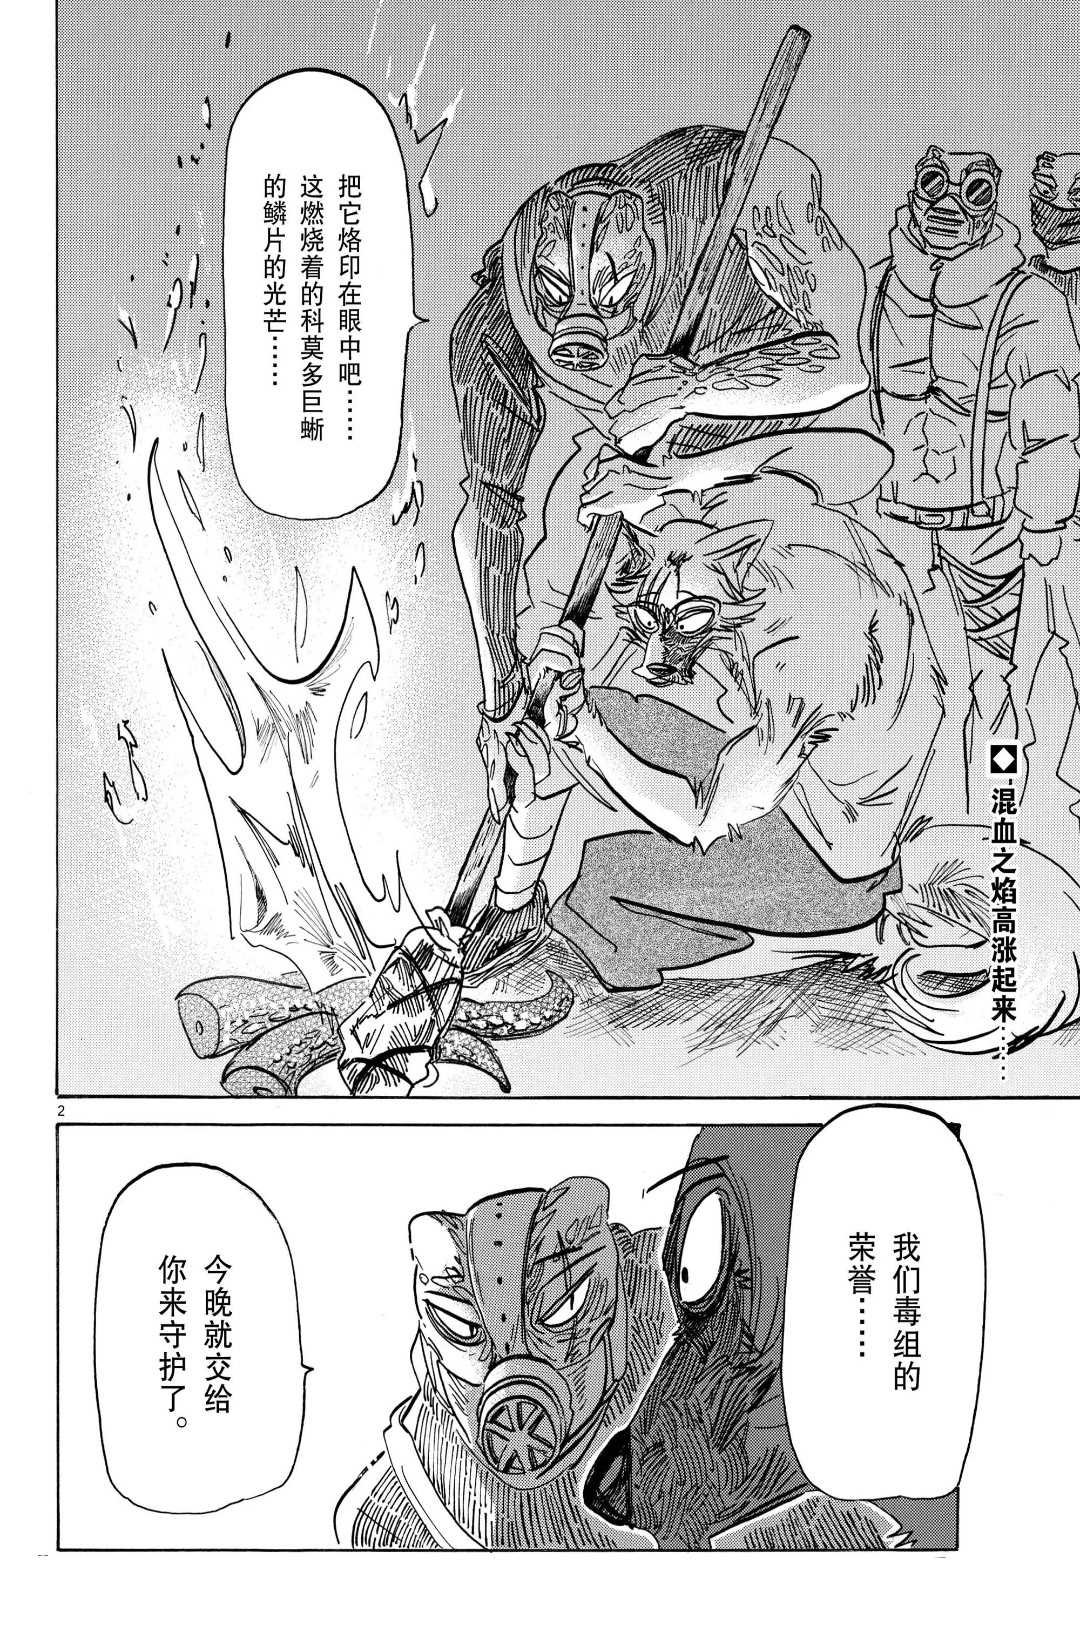 把它烙印在眼中吧……
这燃烧着的科莫多巨蜥
的鳞片的光芒……
◆混血之焰高涨起来……
2
我们毒组的
荣誉……
今晚就交给
你来守护了。